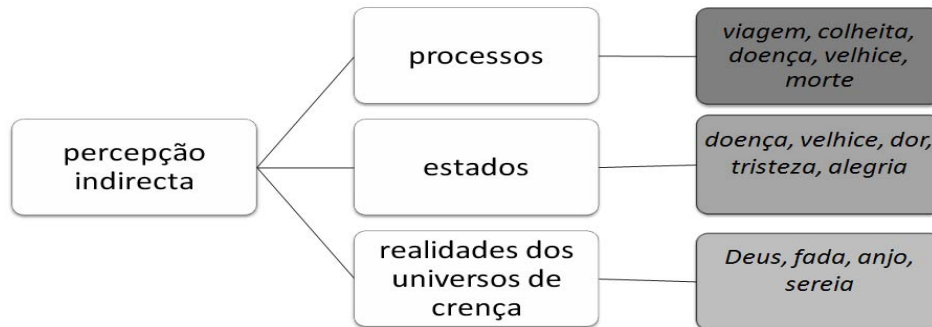 percepção
indirecta
processos
viagem, colheita,
doença, velhice,
morte
estados
doença, velhice, dor,
tristeza, alegria
realidades dos
universos de
crença
Deus, fada, anjo,
sereia